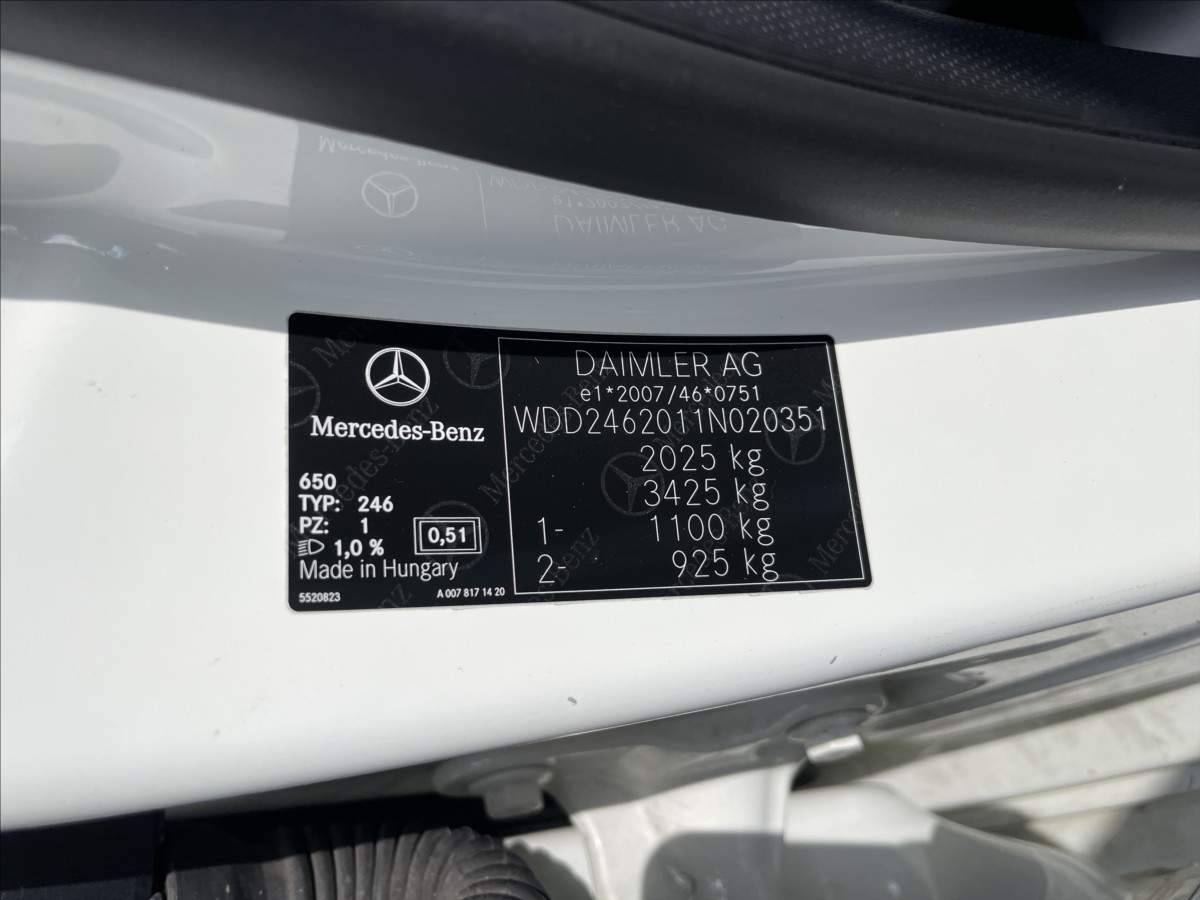 Mercedes-Benz
650
TYP: 246
PZ: 1
1,0 %
0,51
Made in Hungary
5520823
A 007 817 14 20
DAIMLER AG
e1*2007/46*0751
WDD2462011N020351
2025 kg
3425 kg
1- 1100 kg
2- 925 kg